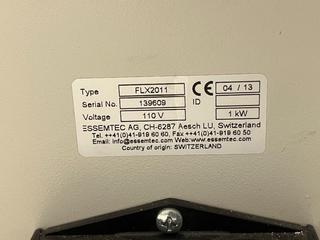 Type FLX2011 CE 04 / 13
Serial No. 139609 ID
Voltage 110 V 1 kW
ESSEMTEC AG, CH-6287 Aesch LU, Switzerland
Tel. ++41(0)41-919 60 60, Fax ++41(0)41-919 60 50
Email: info@essemtec.com, www.essemtec.com
Country of origin: SWITZERLAND